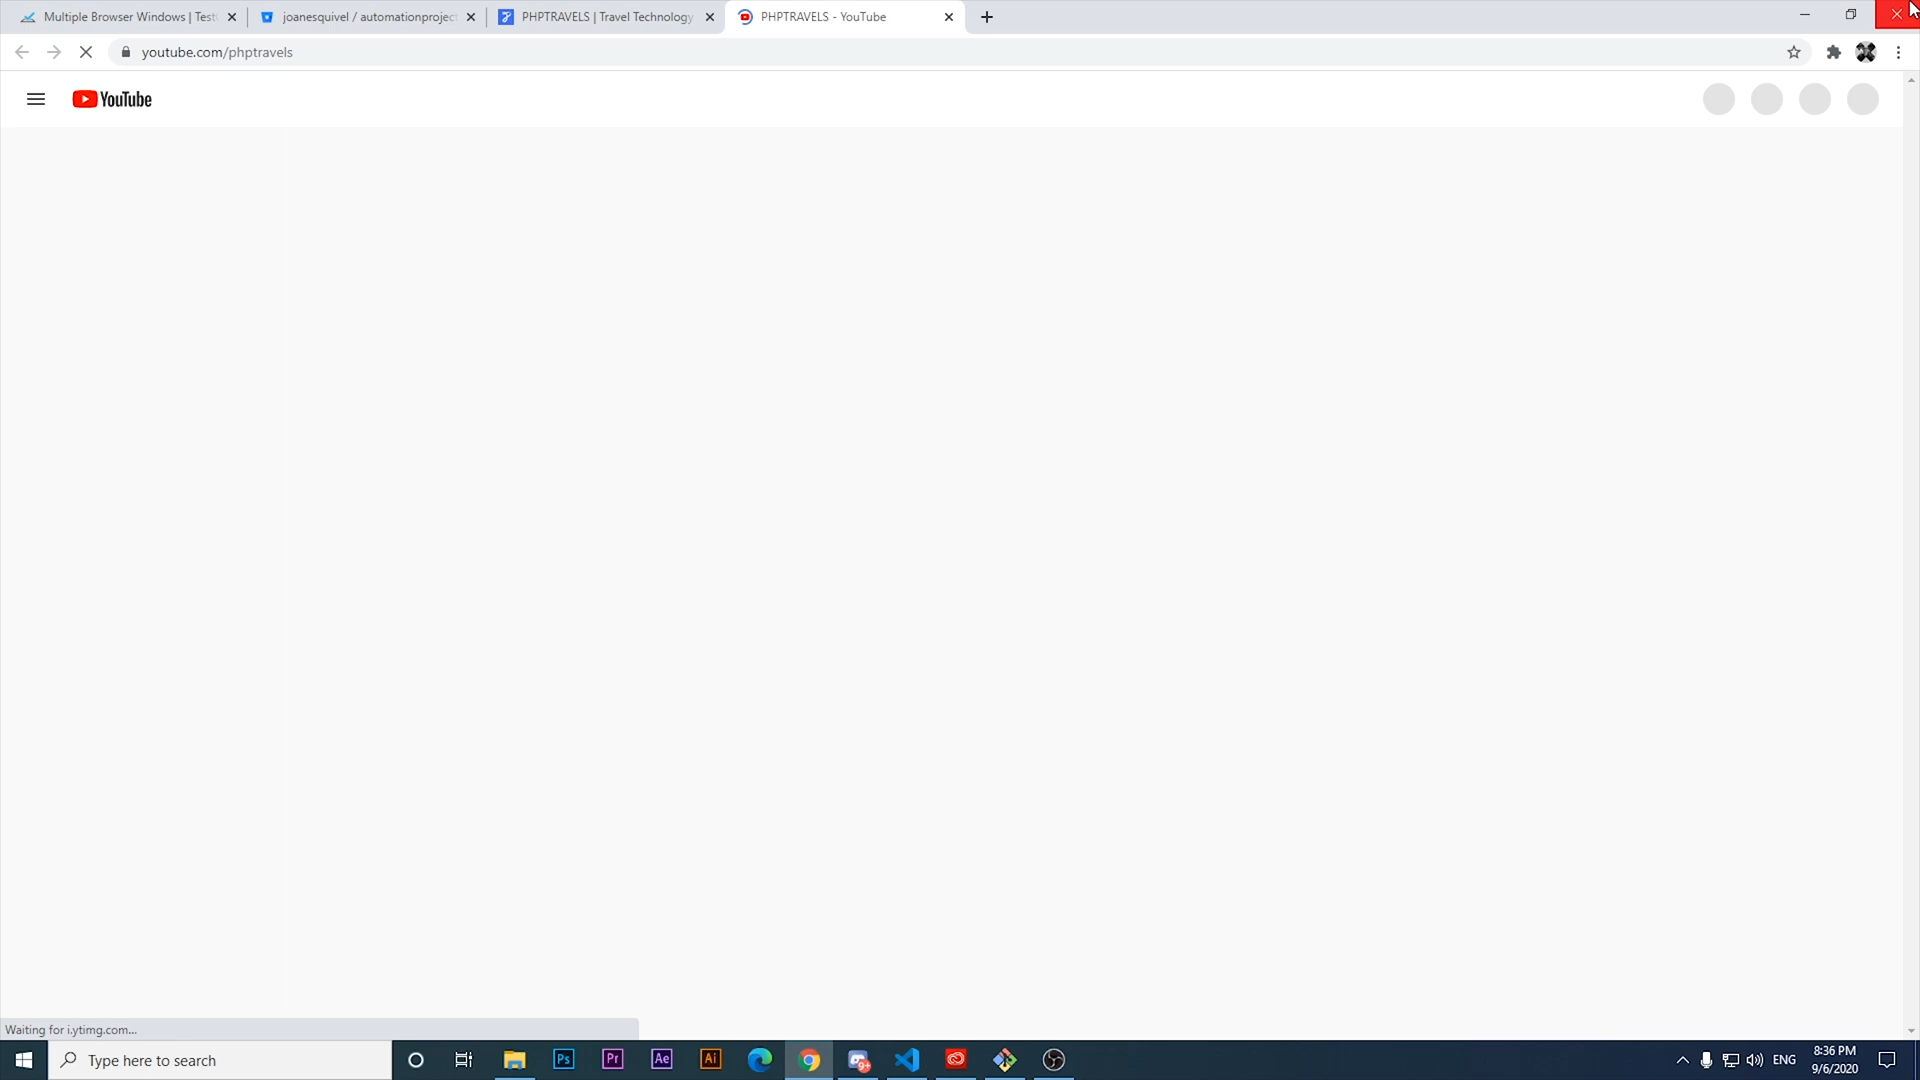 Multiple Browser Windows | Test
joanesquivel / automationproject
PHPTRAVELS | Travel Technology
PHPTRAVELS - YouTube
youtube.com/phptravels
YouTube
Waiting for i.ytimg.com...
Type here to search
Ps
Pr
Ae
Ai
9+
ENG
8:36 PM
9/6/2020